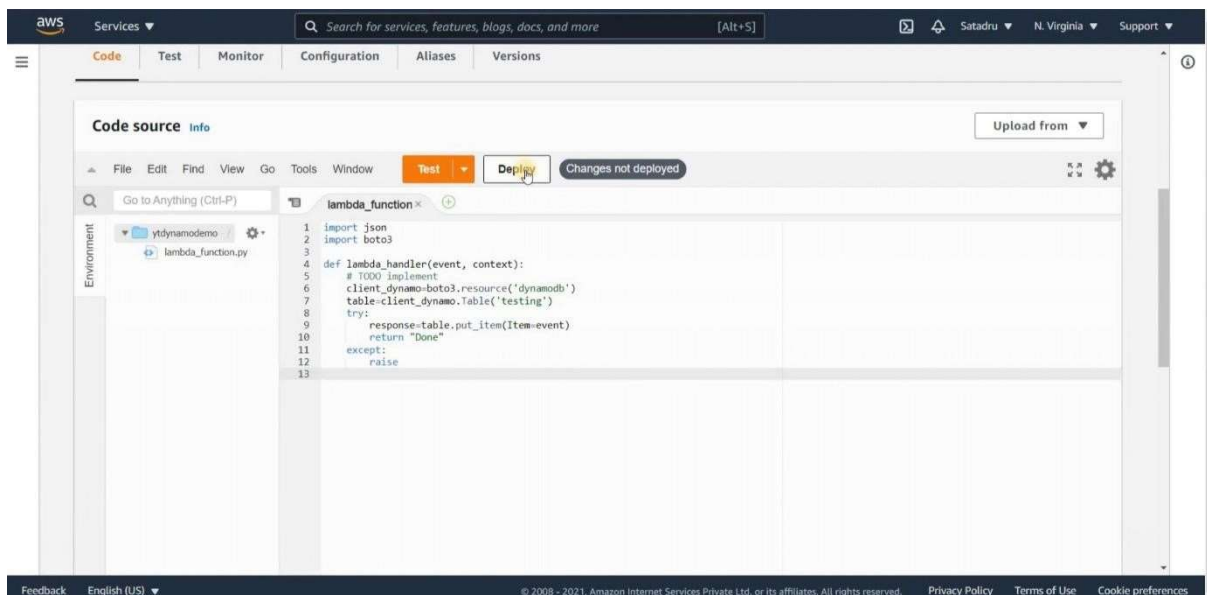 aws Services Search for services, features, blogs, docs, and more [Alt+S] Satadru N. Virginia Support
Code Test Monitor Configuration Aliases Versions
Code source Info Upload from
File Edit Find View Go Tools Window Test Deploy Changes not deployed
Go to Anything (Ctrl-P) lambda_function
Environment
ytdynamodemo /
lambda_function.py
1 import json
2 import boto3
3
4 def lambda_handler(event, context):
5 # TODO implement
6 client_dynamo=boto3.resource('dynamodb')
7 table=client_dynamo.Table('testing')
8 try:
9 response=table.put_item(Item=event)
10 return "Done"
11 except:
12 raise
13
Feedback English (US) © 2008 - 2021, Amazon Internet Services Private Ltd. or its affiliates. All rights reserved. Privacy Policy Terms of Use Cookie preferences